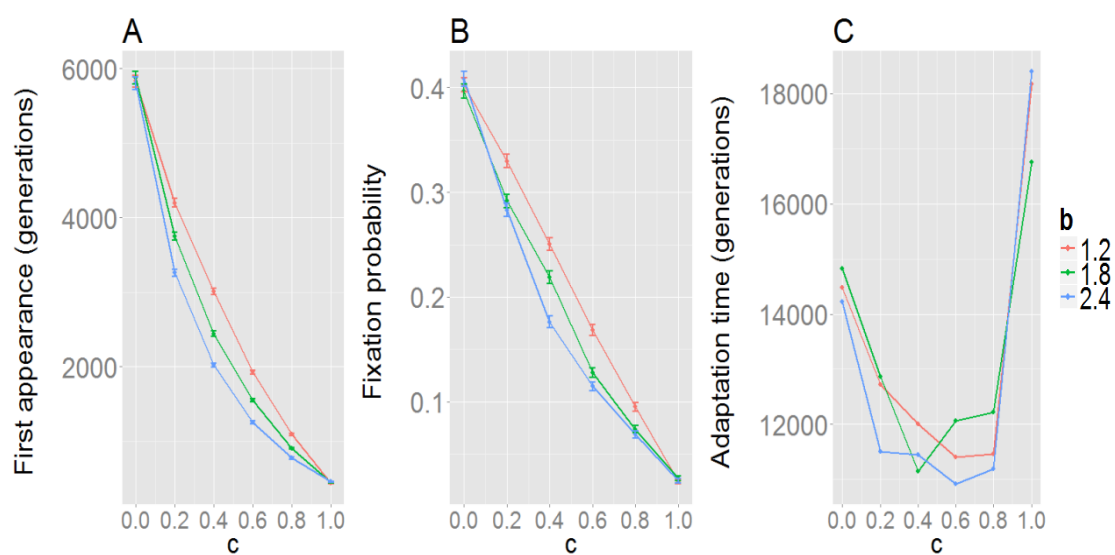 A
First appearance (generations)
6000
4000
2000
0.0 0.2 0.4 0.6 0.8 1.0
c
B
Fixation probability
0.4
0.3
0.2
0.1
0.0 0.2 0.4 0.6 0.8 1.0
c
C
Adaptation time (generations)
18000
16000
14000
12000
0.0 0.2 0.4 0.6 0.8 1.0
c
b
1.2
1.8
2.4